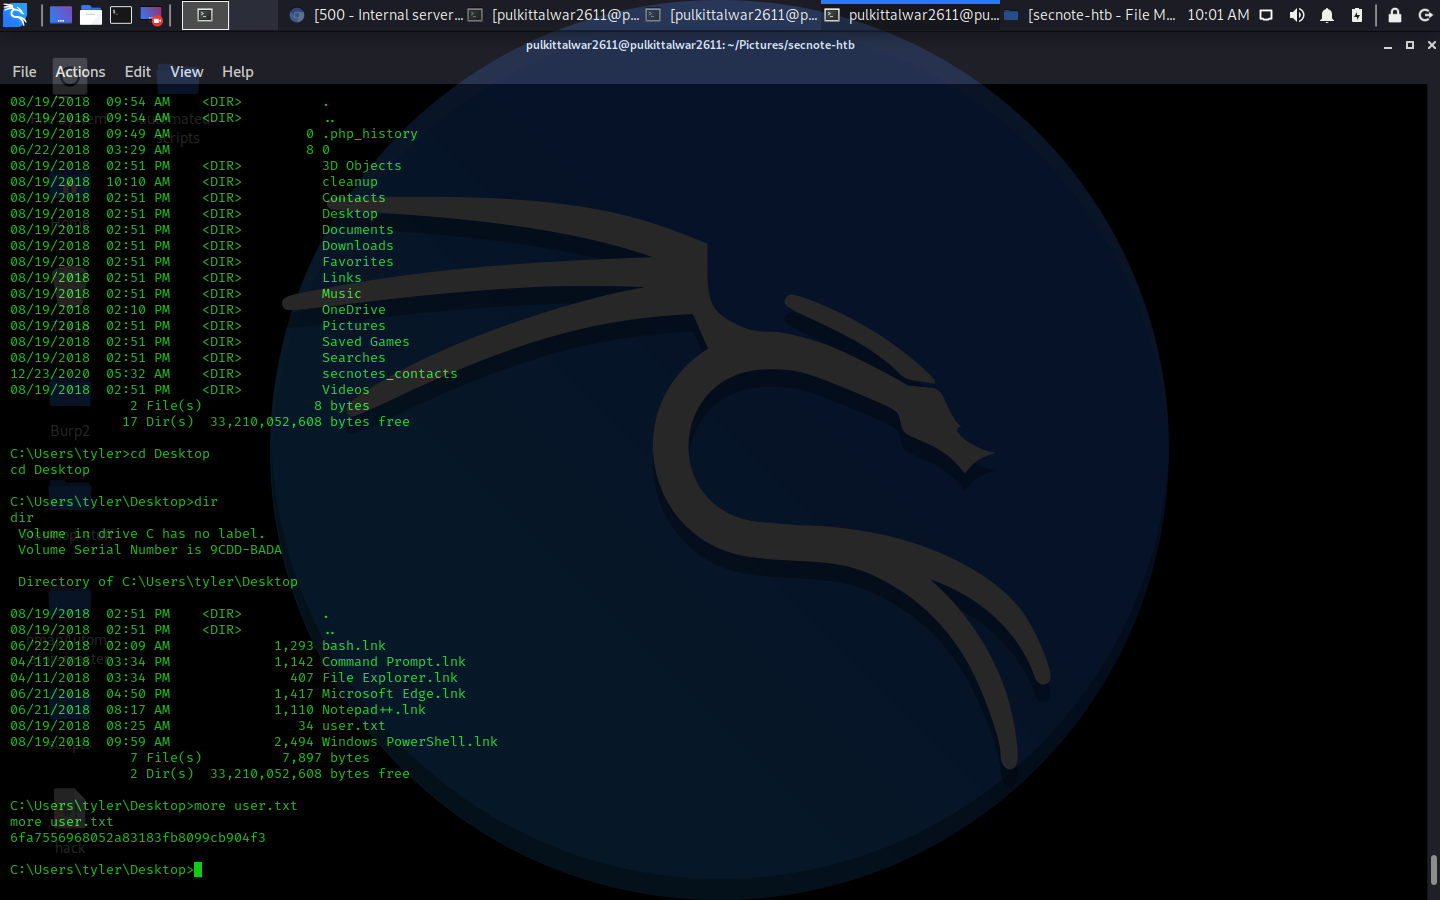 [500 - Internal server... [pulkittalwar2611@p... [pulkittalwar2611@p... pulkittalwar2611@pu... [secnote-htb - File M... 10:01 AM
pulkittalwar2611@pulkittalwar2611: ~/Pictures/secnote-htb
File Actions Edit View Help
08/19/2018 09:54 AM <DIR> .
08/19/2018 09:54 AM <DIR> ..
08/19/2018 09:49 AM 0 .php_history
scripts
06/22/2018 03:29 AM 8 0
08/19/2018 02:51 PM <DIR> 3D Objects
08/19/2018 10:10 AM <DIR> cleanup
08/19/2018 02:51 PM <DIR> Contacts
08/19/2018 02:51 PM <DIR> Desktop
Home
08/19/2018 02:51 PM <DIR> Documents
08/19/2018 02:51 PM <DIR> Downloads
08/19/2018 02:51 PM <DIR> Favorites
08/19/2018 02:51 PM <DIR> Links
08/19/2018 02:51 PM <DIR> Music
08/19/2018 02:10 PM <DIR> OneDrive
08/19/2018 02:51 PM <DIR> Pictures
08/19/2018 02:51 PM <DIR> Saved Games
08/19/2018 02:51 PM <DIR> Searches
12/23/2020 05:32 AM <DIR> secnotes_contacts
08/19/2018 02:51 PM <DIR> Videos
2 File(s) 8 bytes
17 Dir(s) 33,210,052,608 bytes free
Burp2
C:\Users\tyler>cd Desktop
cd Desktop
C:\Users\tyler\Desktop>dir
dir
Volume in drive C has no label.
Volume Serial Number is 9CDD-BADA
Directory of C:\Users\tyler\Desktop
08/19/2018 02:51 PM <DIR> .
08/19/2018 02:51 PM <DIR> ..
06/22/2018 02:09 AM 1,293 bash.lnk
04/11/2018 03:34 PM 1,142 Command Prompt.lnk
04/11/2018 03:34 PM 407 File Explorer.lnk
06/21/2018 04:50 PM 1,417 Microsoft Edge.lnk
06/21/2018 08:17 AM 1,110 Notepad++.lnk
08/19/2018 08:25 AM 34 user.txt
08/19/2018 09:59 AM 2,494 Windows PowerShell.lnk
7 File(s) 7,897 bytes
2 Dir(s) 33,210,052,608 bytes free
C:\Users\tyler\Desktop>more user.txt
more user.txt
6fa7556968052a83183fb8099cb904f3
hack
C:\Users\tyler\Desktop>